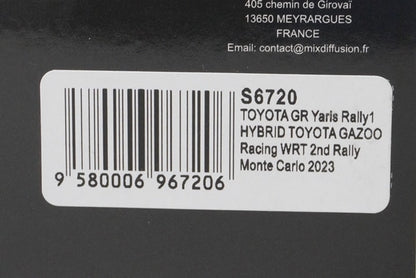 405 chemin de Girovaï
13650 MEYRARGUES
FRANCE
Email: contact@mixdiffusion.fr
S6720
TOYOTA GR Yaris Rally1
HYBRID TOYOTA GAZOO
Racing WRT 2nd Rally
Monte Carlo 2023
9 580006 967206